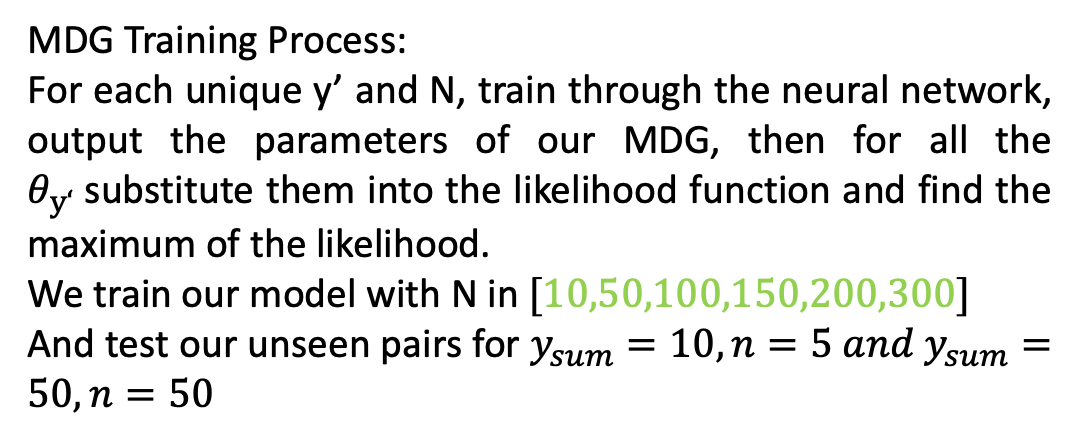 MDG Training Process:
For each unique y’ and N, train through the neural network,
output the parameters of our MDG, then for all the
θy‘ substitute them into the likelihood function and find the
maximum of the likelihood.
We train our model with N in [10,50,100,150,200,300]
And test our unseen pairs for ysum = 10, n = 5 and ysum =
50, n = 50